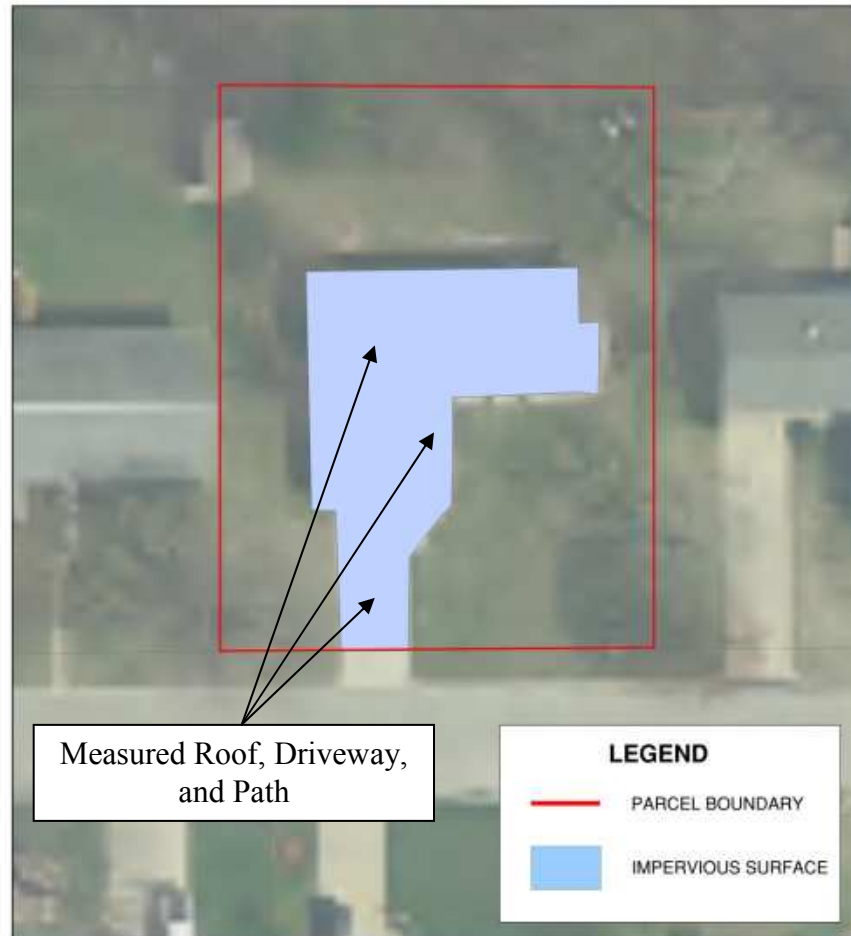 Measured Roof, Driveway,
and Path
LEGEND
PARCEL BOUNDARY
IMPERVIOUS SURFACE